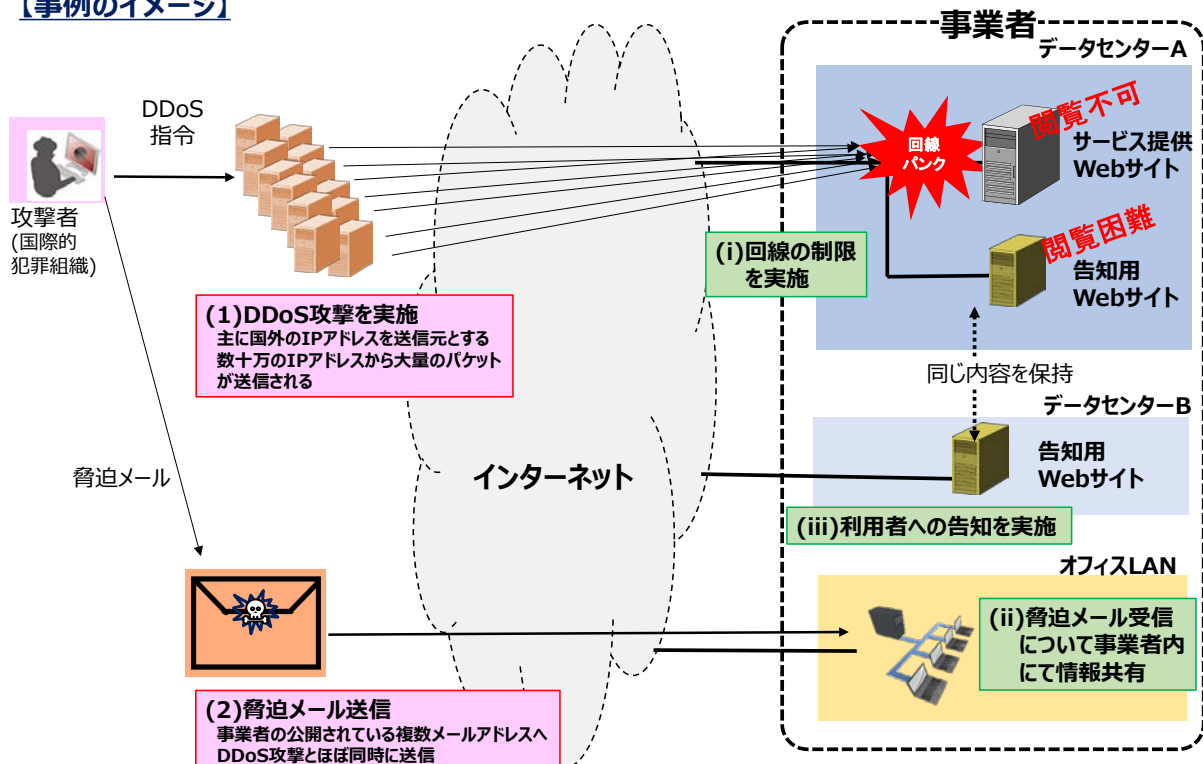 【事例のイメージ】
事業者
データセンターA
DDoS
指令
攻撃者
(国際的
犯罪組織)
回線
パンク
閲覧不可
サービス提供
Webサイト
(i)回線の制限
を実施
閲覧困難
告知用
Webサイト
(1)DDoS攻撃を実施
主に国外のIPアドレスを送信元とする
数十万のIPアドレスから大量のパケット
が送信される
同じ内容を保持
データセンターB
脅迫メール
インターネット
告知用
Webサイト
(iii)利用者への告知を実施
オフィスLAN
(ii)脅迫メール受信
について事業者内
にて情報共有
(2)脅迫メール送信
事業者の公開されている複数メールアドレスへ
DDoS攻撃とほぼ同時に送信